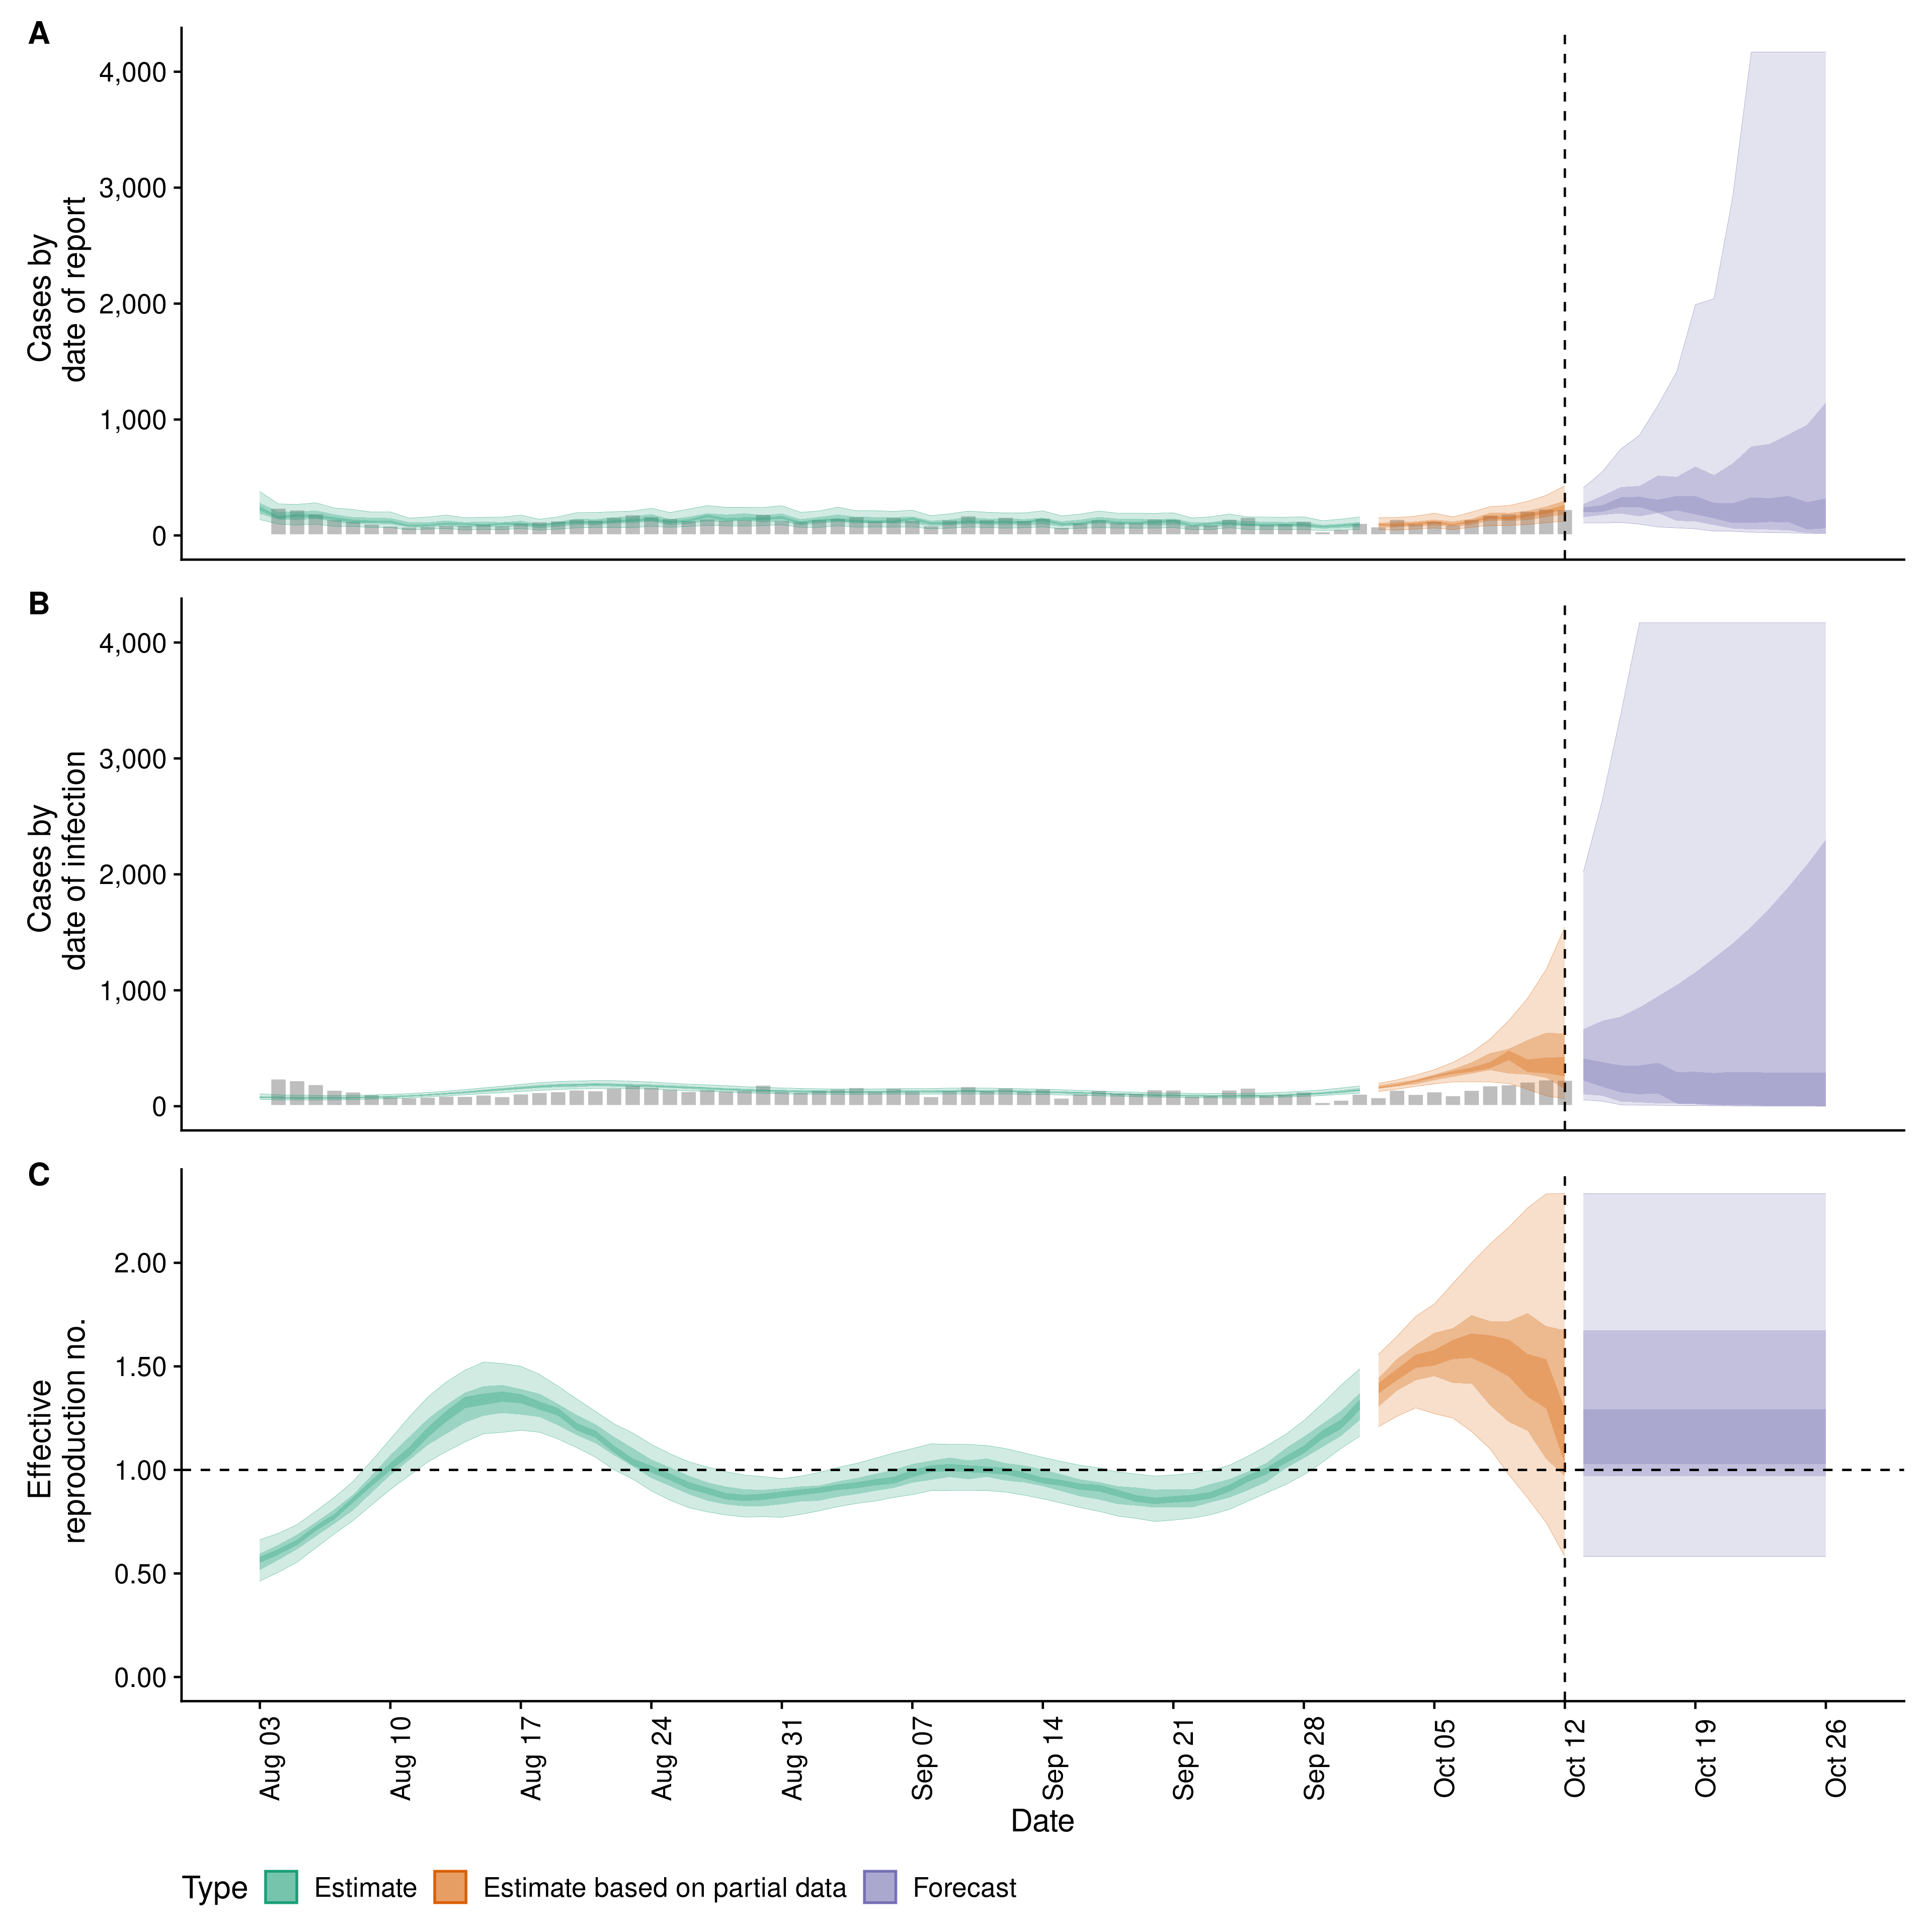 A
4,000
3,000
2,000
1,000
0
Cases by
date of report
B
4,000
3,000
2,000
1,000
0
Cases by
date of infection
C
2.00
1.50
1.00
0.50
0.00
Effective
reproduction no.
Aug 03
Aug 10
Aug 17
Aug 24
Aug 31
Sep 07
Sep 14
Sep 21
Sep 28
Oct 05
Oct 12
Oct 19
Oct 26
Date
Type Estimate Estimate based on partial data Forecast